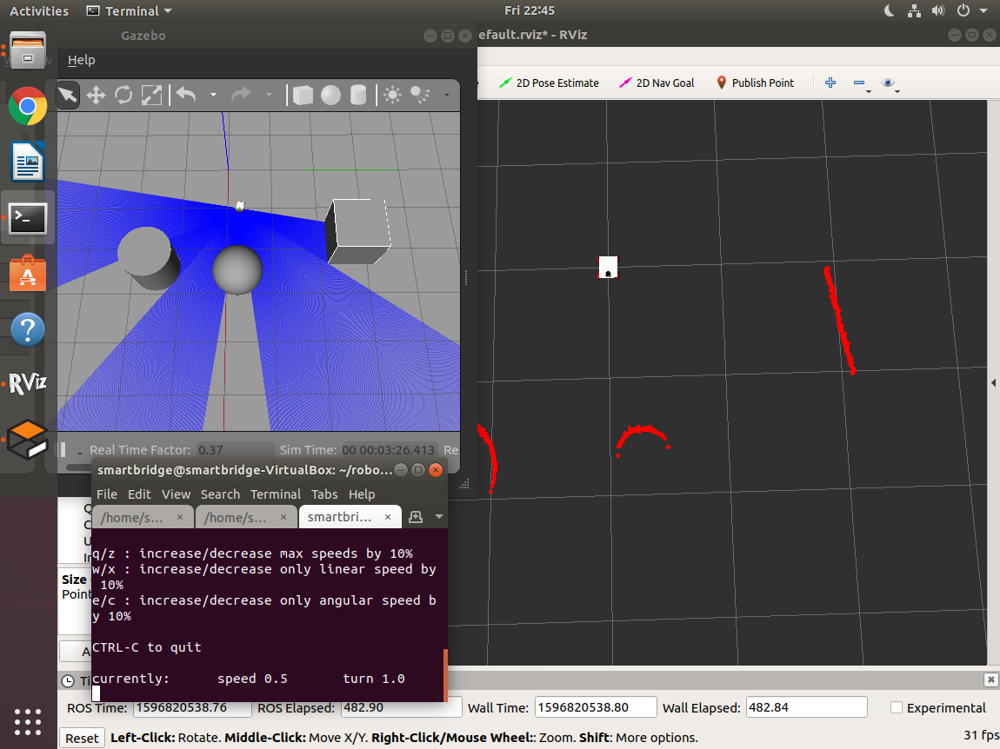 Activities
Terminal
Fri 22:45
Gazebo
efault.rviz* - RViz
Help
2D Pose Estimate
2D Nav Goal
Publish Point
RViz
Real Time Factor: 0.37
Sim Time: 00 00:03:26.413
Re
smartbridge@smartbridge-VirtualBox: ~/robo...
File Edit View Search Terminal Tabs Help
/home/s... × /home/s... × smartbri... ×
q/z : increase/decrease max speeds by 10%
w/x : increase/decrease only linear speed by
10%
e/c : increase/decrease only angular speed b
y 10%
CTRL-C to quit
currently: speed 0.5 turn 1.0
Size
Point
A
Ti
ROS Time: 1596820538.76 ROS Elapsed: 482.90 Wall Time: 1596820538.80 Wall Elapsed: 482.84 Experimental
Reset Left-Click: Rotate. Middle-Click: Move X/Y. Right-Click/Mouse Wheel:: Zoom. Shift: More options.
31 fps